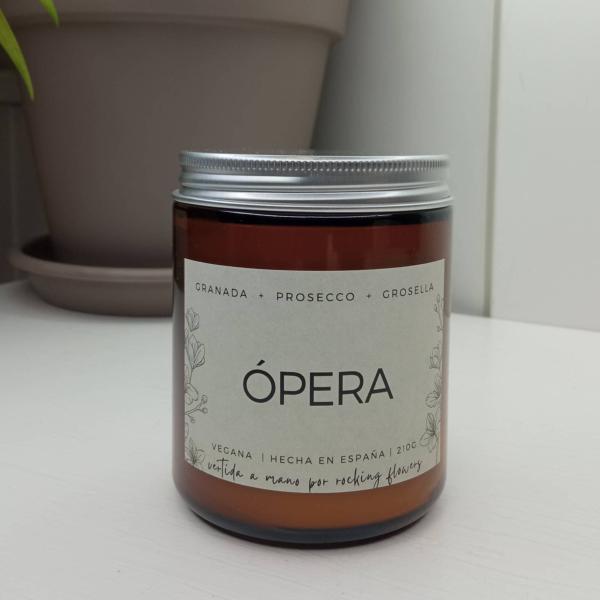 GRANADA + PROSECCO + GROSELLA
ÓPERA
VEGANA | HECHA EN ESPAÑA | 210G
vertida a mano por rocking flowers